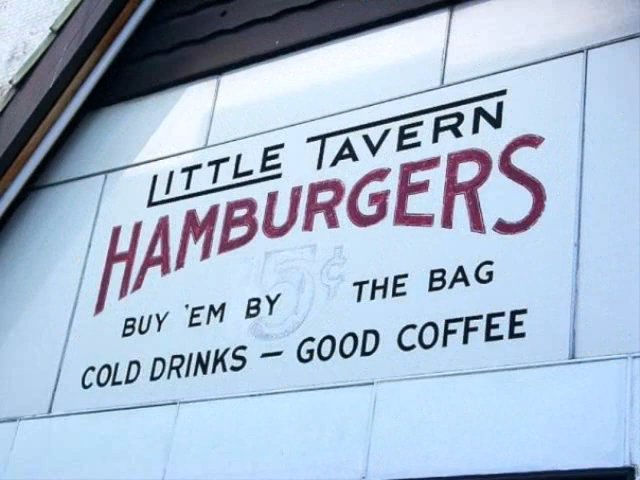 LITTLE TAVERN
HAMBURGERS
5¢
BUY 'EM BY THE BAG
COLD DRINKS — GOOD COFFEE